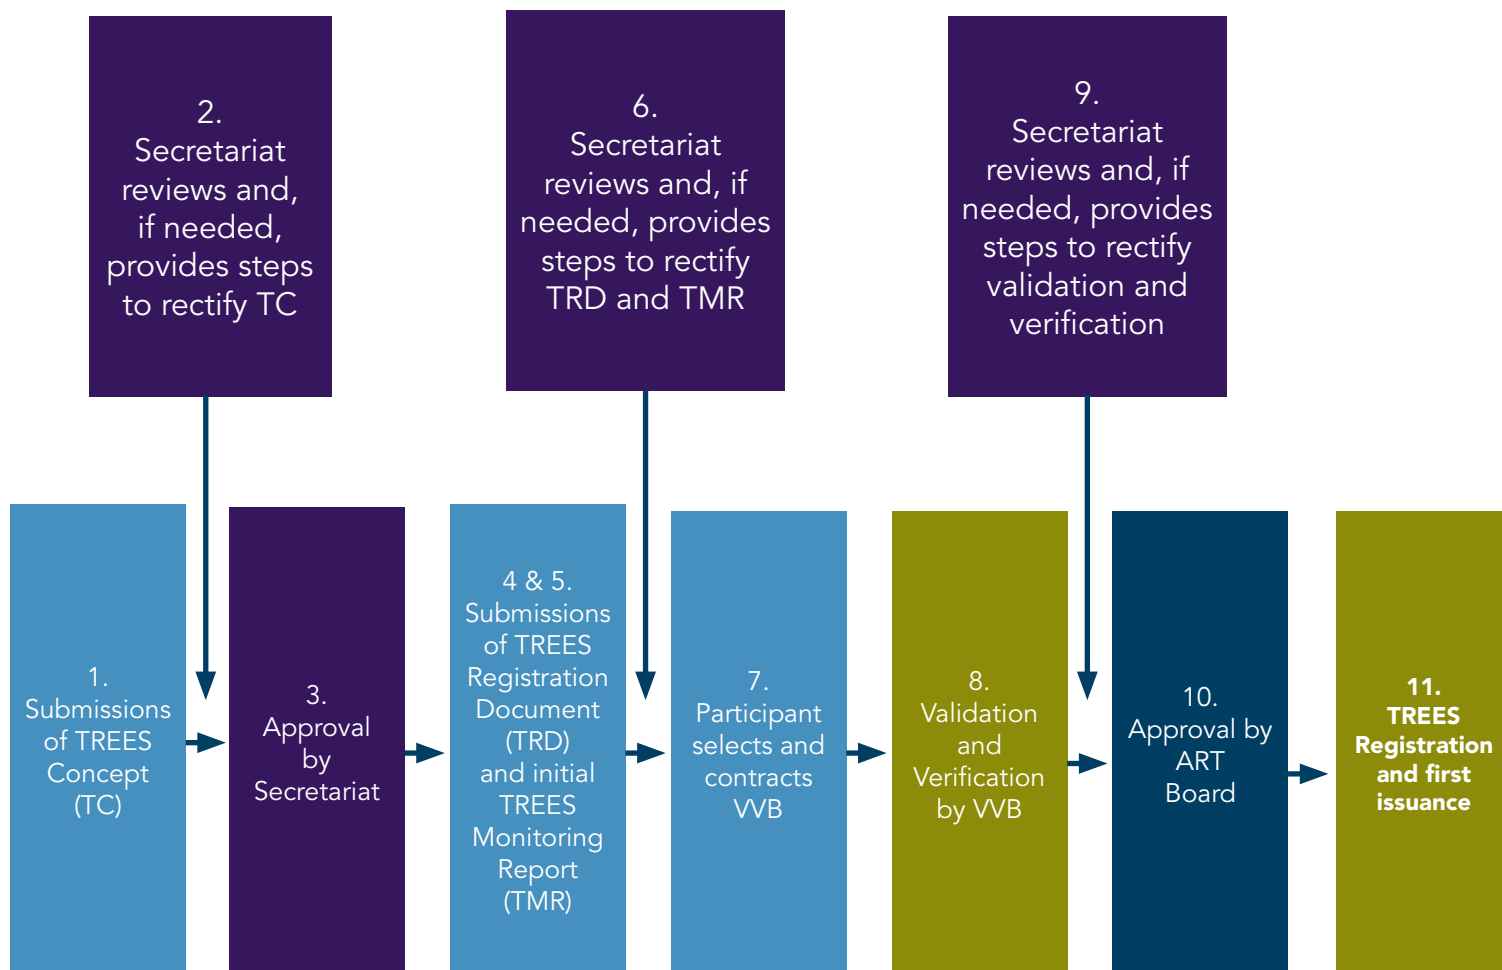 2.
Secretariat
reviews and,
if needed,
provides steps
to rectify TC
6.
Secretariat
reviews and, if
needed, provides
steps to rectify
TRD and TMR
9.
Secretariat
reviews and, if
needed, provides
steps to rectify
validation and
verification
1.
Submissions
of TREES
Concept
(TC)
3.
Approval
by
Secretariat
4 & 5.
Submissions
of TREES
Registration
Document
(TRD)
and initial
TREES
Monitoring
Report
(TMR)
7.
Participant
selects and
contracts
VVB
8.
Validation
and
Verification
by VVB
10.
Approval by
ART
Board
11.
TREES
Registration
and first
issuance